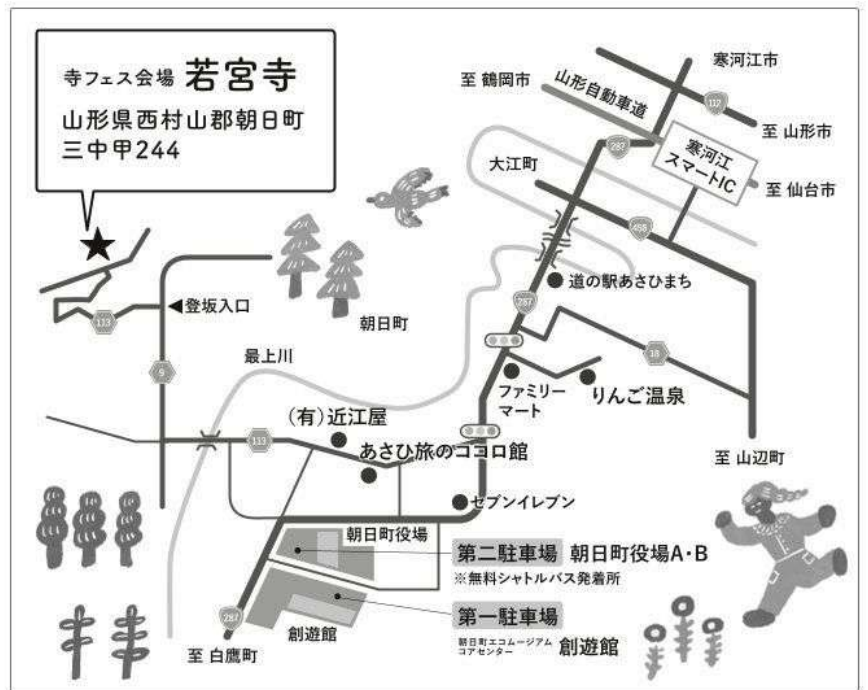 寺フェス会場 若宮寺
山形県西村山郡朝日町
三中甲244
寒河江市
至 鶴岡市
山形自動車道
112
至 山形市
287
寒河江
スマートIC
大江町
至 仙台市
458
道の駅あさひまち
287
登坂入口
113
朝日町
最上川
9
18
ファミリー
マート
りんご温泉
(有)近江屋
113
あさひ旅のココロ館
至 山辺町
セブンイレブン
朝日町役場
第二駐車場 朝日町役場A・B
※無料シャトルバス発着所
第一駐車場
朝日町エコミュージアム
コアセンター 創遊館
創遊館
287
至 白鷹町